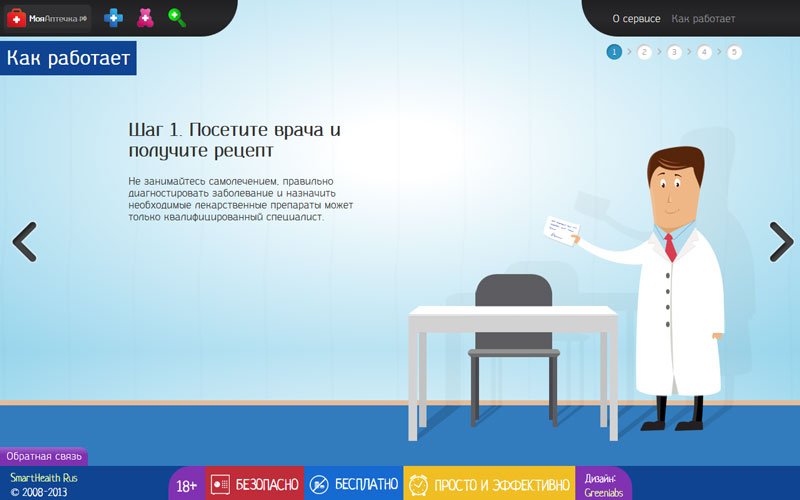 МояАптечка.РФ
О сервисе
Как работает
Как работает
1
2
3
4
5
Шаг 1. Посетите врача и
получите рецепт
Не занимайтесь самолечением, правильно
диагностировать заболевание и назначить
необходимые лекарственные препараты может
только квалифицированный специалист.
Обратная связь
SmartHealth Rus
© 2008-2013
18+
БЕЗОПАСНО
БЕСПЛАТНО
ПРОСТО И ЭФФЕКТИВНО
Дизайн:
Greenlabs